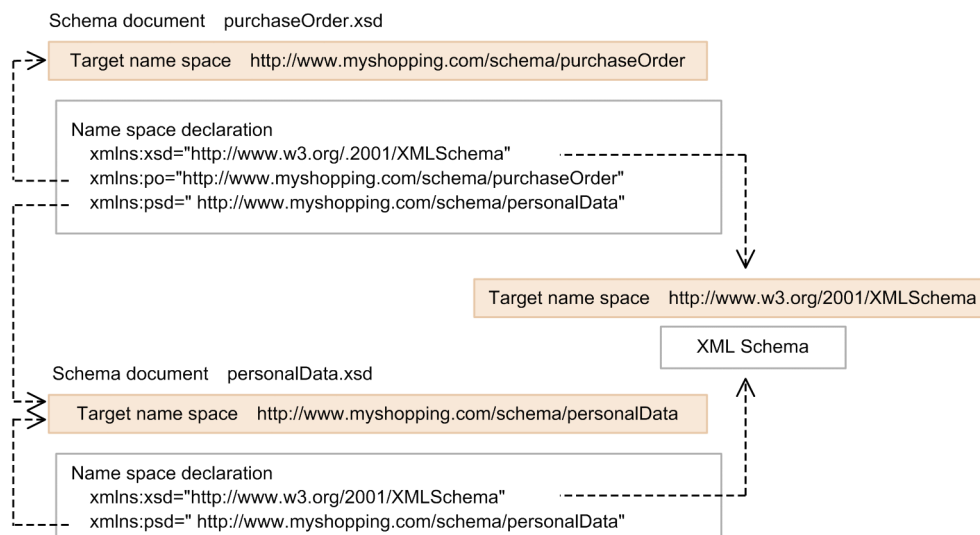 Schema document purchaseOrder.xsd
Target name space http://www.myshopping.com/schema/purchaseOrder
Name space declaration
xmlns:xsd="http://www.w3.org/.2001/XMLSchema"
xmlns:po="http://www.myshopping.com/schema/purchaseOrder"
xmlns:psd=" http://www.myshopping.com/schema/personalData"
Target name space http://www.w3.org/2001/XMLSchema
XML Schema
Schema document personalData.xsd
Target name space http://www.myshopping.com/schema/personalData
Name space declaration
xmlns:xsd="http://www.w3.org/2001/XMLSchema"
xmlns:psd=" http://www.myshopping.com/schema/personalData"